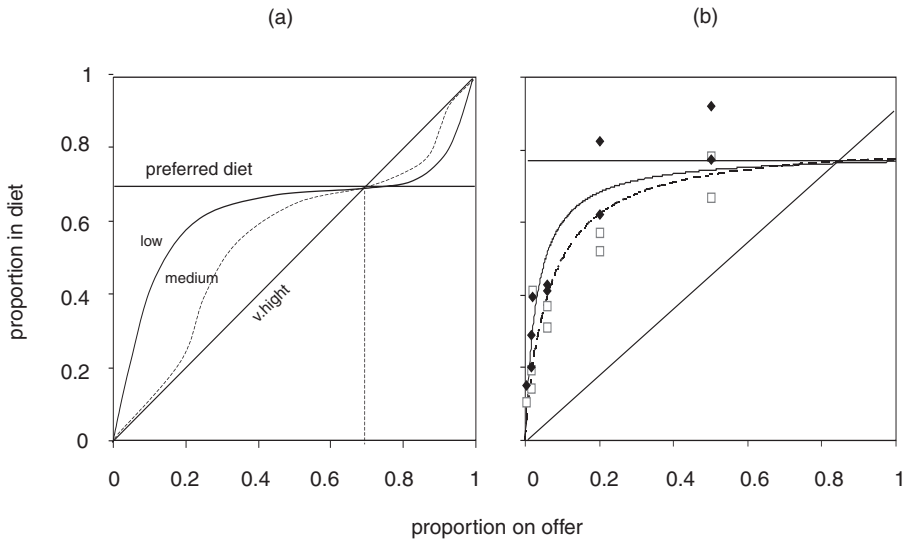 (a)
(b)
1
0.8
0.6
0.4
0.2
0
proportion in diet
preferred diet
low
medium
v.hight
0 0.2 0.4 0.6 0.8 1
0 0.2 0.4 0.6 0.8 1
proportion on offer